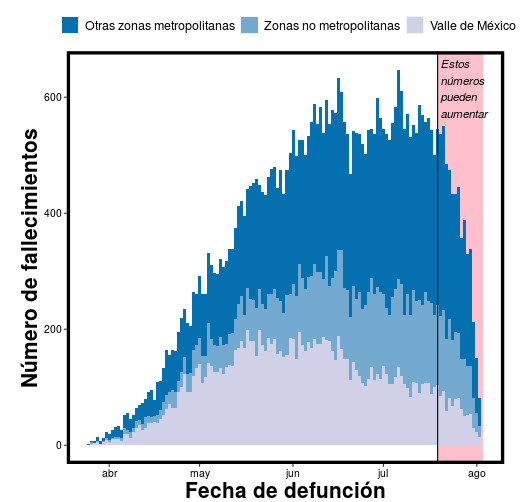 Otras zonas metropolitanas Zonas no metropolitanas Valle de México
Estos
números
pueden
aumentar
600
400
200
0
Número de fallecimientos
abr may jun jul ago
Fecha de defunción